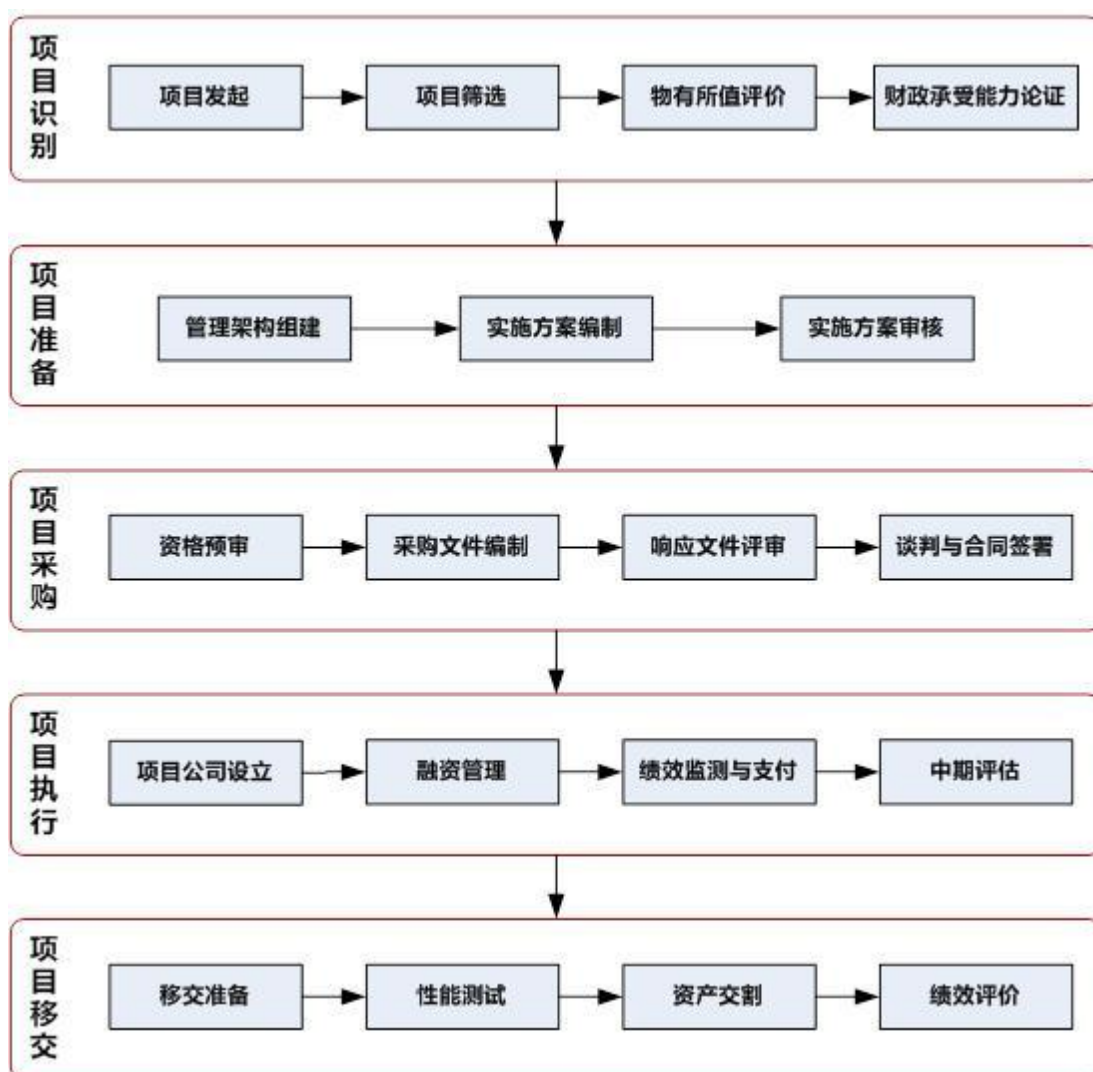 项目识别
项目发起
项目筛选
物有所值评价
财政承受能力论证
项目准备
管理架构组建
实施方案编制
实施方案审核
项目采购
资格预审
采购文件编制
响应文件评审
谈判与合同签署
项目执行
项目公司设立
融资管理
绩效监测与支付
中期评估
项目移交
移交准备
性能测试
资产交割
绩效评价